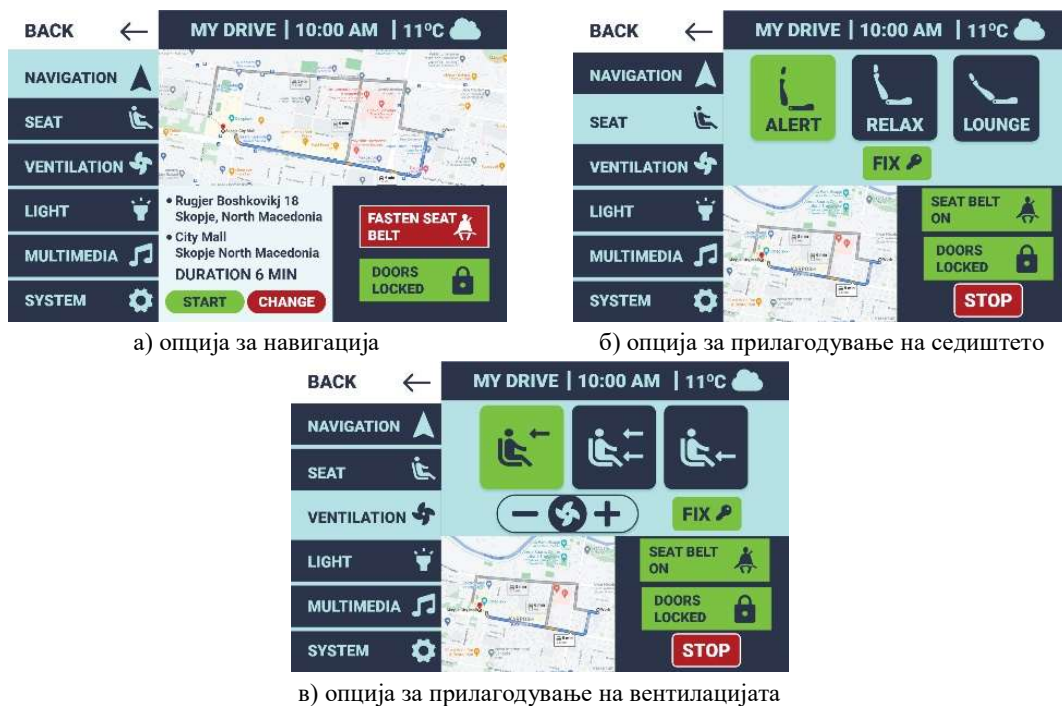 BACK ←
MY DRIVE | 10:00 AM | 11ºC
NAVIGATION
SEAT
VENTILATION
LIGHT
MULTIMEDIA
SYSTEM
• Rugjer Boshkovikj 18
Skopje, North Macedonia
• City Mall
Skopje North Macedonia
DURATION 6 MIN
START CHANGE
FASTEN SEAT
BELT
DOORS
LOCKED
а) опција за навигација
BACK ←
MY DRIVE | 10:00 AM | 11ºC
NAVIGATION
SEAT
VENTILATION
LIGHT
MULTIMEDIA
SYSTEM
ALERT RELAX LOUNGE
FIX
SEAT BELT
ON
DOORS
LOCKED
STOP
б) опција за прилагодување на седиштето
BACK ←
MY DRIVE | 10:00 AM | 11ºC
NAVIGATION
SEAT
VENTILATION
LIGHT
MULTIMEDIA
SYSTEM
FIX
SEAT BELT
ON
DOORS
LOCKED
STOP
в) опција за прилагодување на вентилацијата